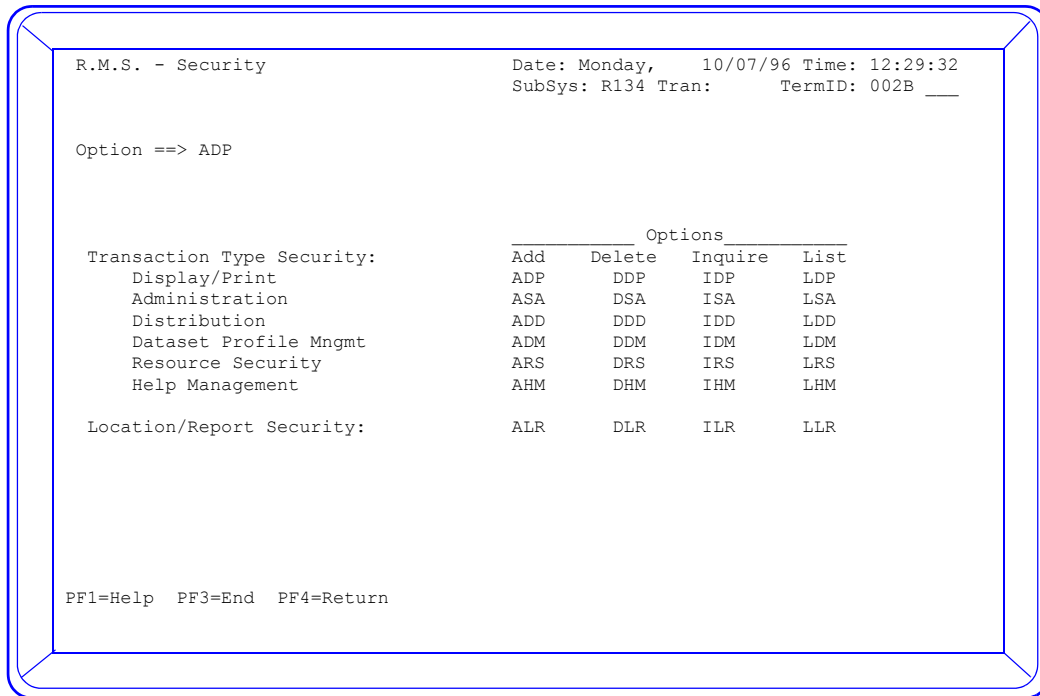 R.M.S. - Security Date: Monday, 10/07/96 Time: 12:29:32
SubSys: R134 Tran: TermID: 002B ___
Option ==> ADP
___________ Options___________
Transaction Type Security: Add Delete Inquire List
Display/Print ADP DDP IDP LDP
Administration ASA DSA ISA LSA
Distribution ADD DDD IDD LDD
Dataset Profile Mngmt ADM DDM IDM LDM
Resource Security ARS DRS IRS LRS
Help Management AHM DHM IHM LHM
Location/Report Security: ALR DLR ILR LLR
PF1=Help PF3=End PF4=Return